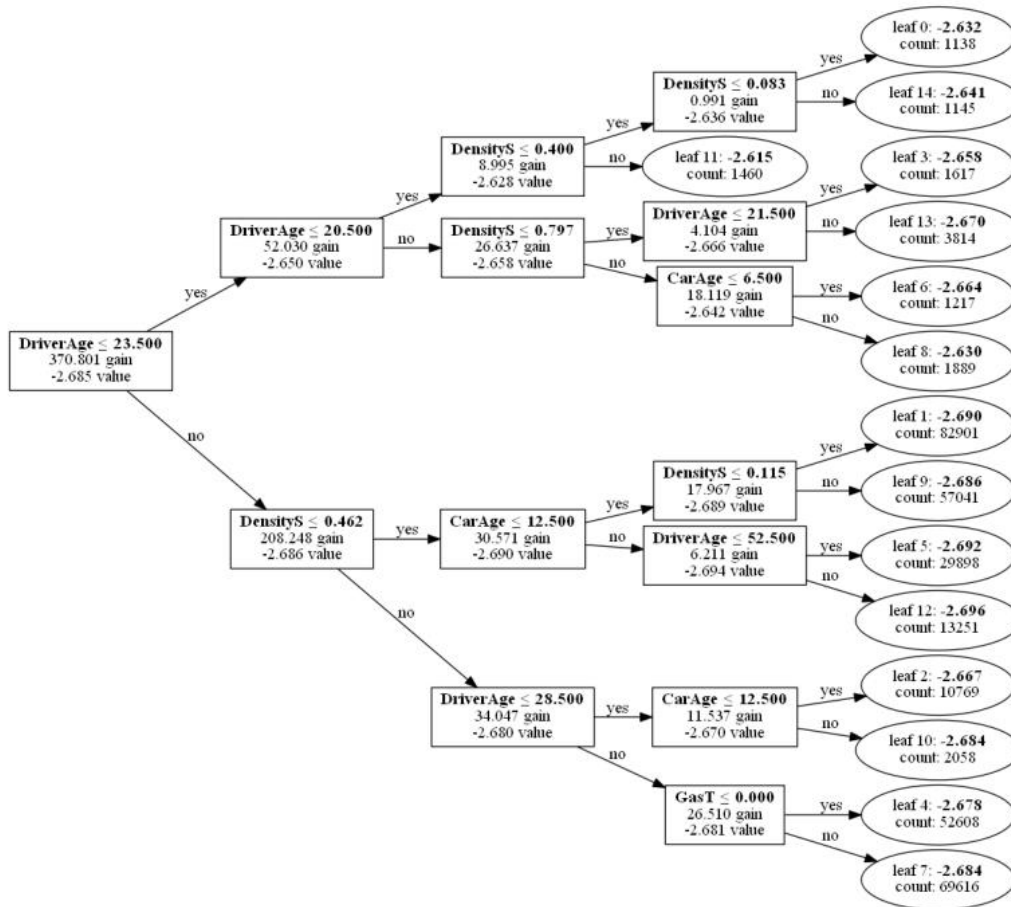 leaf 0: -2.632
count: 1138
yes
DensityS ≤ 0.083
0.991 gain
-2.636 value
no
leaf 14: -2.641
count: 1145
yes
DensityS ≤ 0.400
8.995 gain
-2.628 value
no
leaf 11: -2.615
count: 1460
yes
DriverAge ≤ 20.500
52.030 gain
-2.650 value
no
DensityS ≤ 0.797
26.637 gain
-2.658 value
yes
DriverAge ≤ 21.500
4.104 gain
-2.666 value
yes
leaf 3: -2.658
count: 1617
no
leaf 13: -2.670
count: 3814
no
CarAge ≤ 6.500
18.119 gain
-2.642 value
yes
leaf 6: -2.664
count: 1217
no
leaf 8: -2.630
count: 1889
yes
DriverAge ≤ 23.500
370.801 gain
-2.685 value
no
DensityS ≤ 0.462
208.248 gain
-2.686 value
yes
CarAge ≤ 12.500
30.571 gain
-2.690 value
yes
DensityS ≤ 0.115
17.967 gain
-2.689 value
yes
leaf 1: -2.690
count: 82901
no
leaf 9: -2.686
count: 57041
no
DriverAge ≤ 52.500
6.211 gain
-2.694 value
yes
leaf 5: -2.692
count: 29898
no
leaf 12: -2.696
count: 13251
no
DriverAge ≤ 28.500
34.047 gain
-2.680 value
yes
CarAge ≤ 12.500
11.537 gain
-2.670 value
yes
leaf 2: -2.667
count: 10769
no
leaf 10: -2.684
count: 2058
no
GasT ≤ 0.000
26.510 gain
-2.681 value
yes
leaf 4: -2.678
count: 52608
no
leaf 7: -2.684
count: 69616